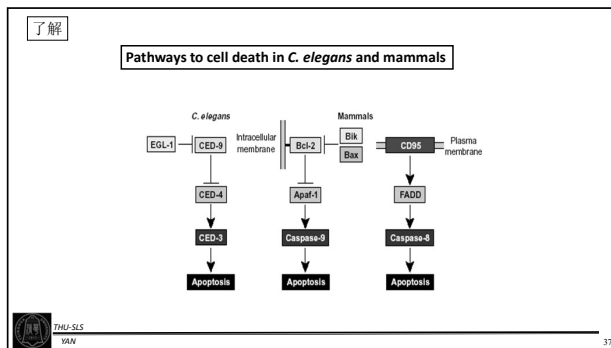 了解
Pathways to cell death in C. elegans and mammals
C. elegans
Mammals
EGL-1
CED-9
Intracellular
membrane
Bcl-2
Bik
Bax
CD95
Plasma
membrane
CED-4
Apaf-1
FADD
CED-3
Caspase-9
Caspase-8
Apoptosis
Apoptosis
Apoptosis
THU-SLS
YAN
37